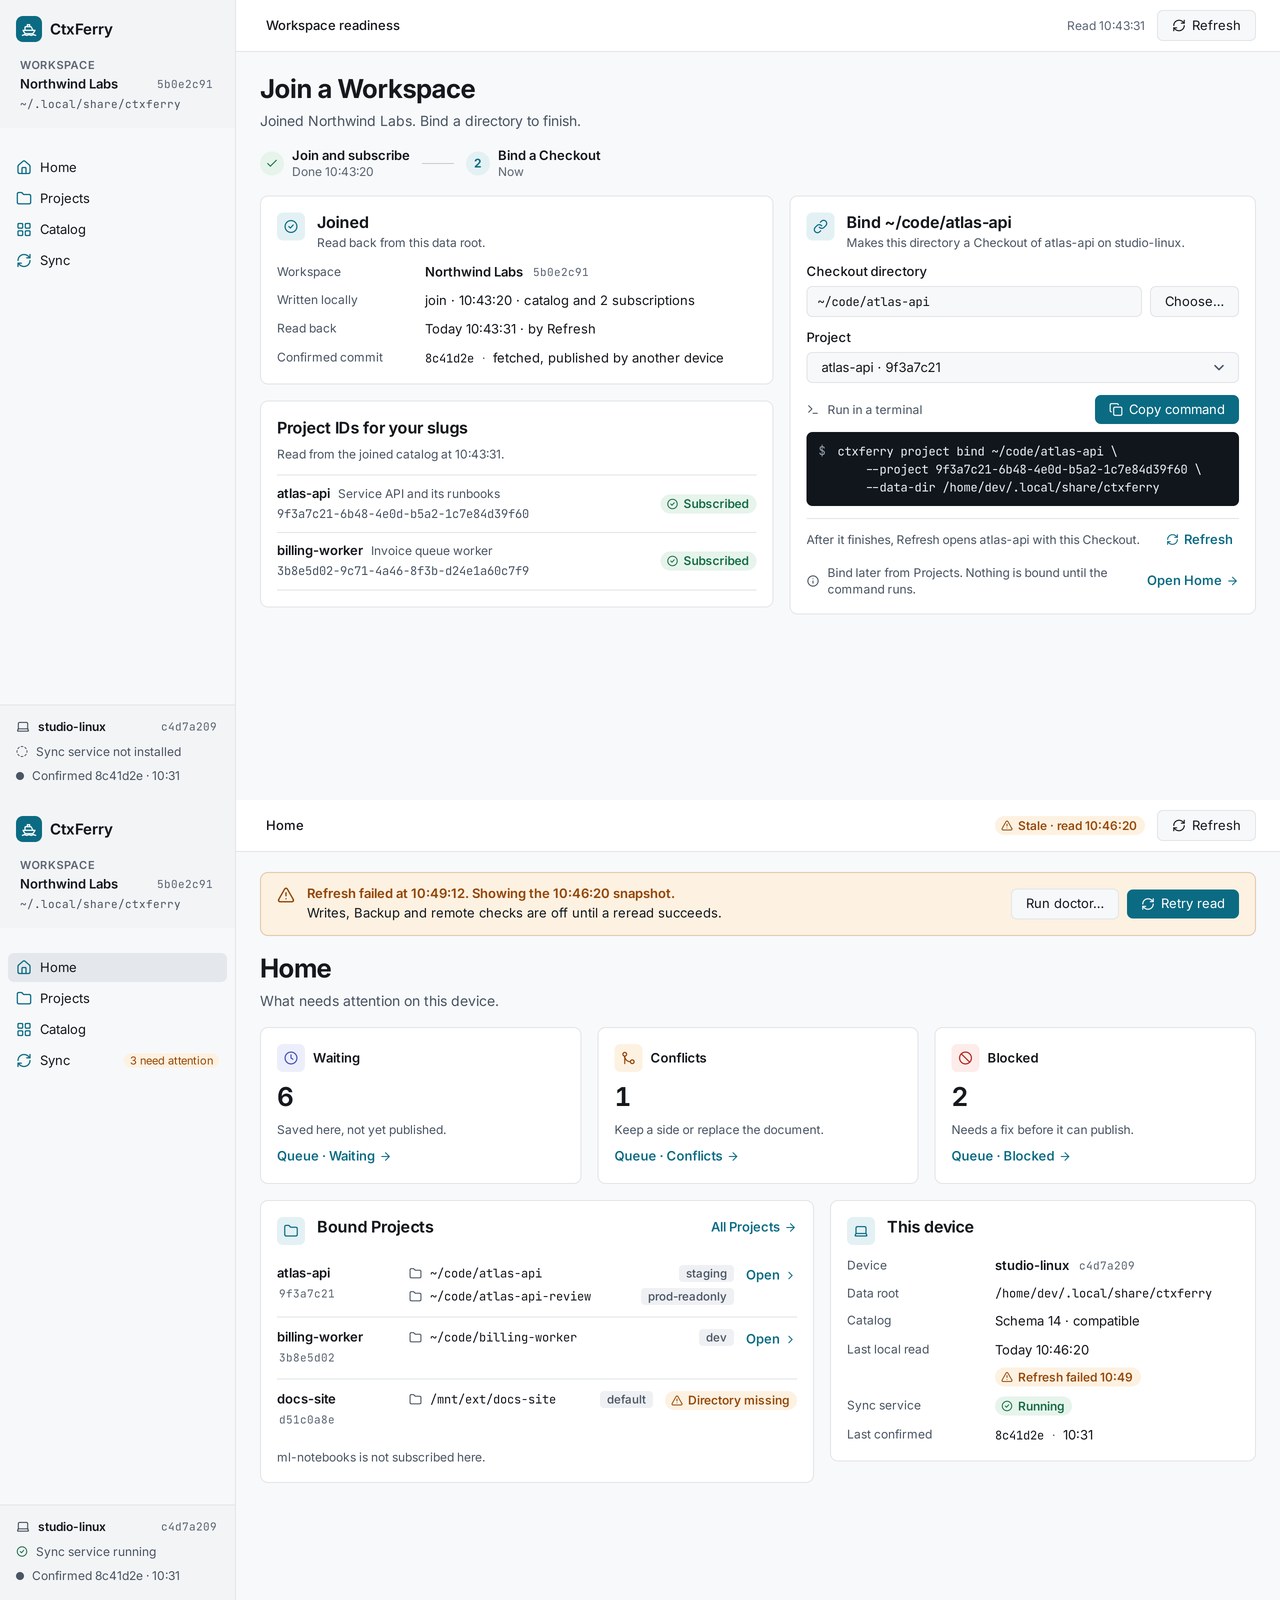 CtxFerry
WORKSPACE
Northwind Labs 5b0e2c91
~/.local/share/ctxferry
Home
Projects
Catalog
Sync
studio-linux c4d7a209
Sync service not installed
Confirmed 8c41d2e · 10:31
Workspace readiness
Read 10:43:31 Refresh
Join a Workspace
Joined Northwind Labs. Bind a directory to finish.
Join and subscribe
Done 10:43:20
2 Bind a Checkout
Now
Joined
Read back from this data root.
Workspace Northwind Labs 5b0e2c91
Written locally join · 10:43:20 · catalog and 2 subscriptions
Read back Today 10:43:31 · by Refresh
Confirmed commit 8c41d2e · fetched, published by another device
Project IDs for your slugs
Read from the joined catalog at 10:43:31.
atlas-api Service API and its runbooks
9f3a7c21-6b48-4e0d-b5a2-1c7e84d39f60
Subscribed
billing-worker Invoice queue worker
3b8e5d02-9c71-4a46-8f3b-d24e1a60c7f9
Subscribed
Bind ~/code/atlas-api
Makes this directory a Checkout of atlas-api on studio-linux.
Checkout directory
~/code/atlas-api Choose...
Project
atlas-api · 9f3a7c21
Run in a terminal Copy command
$ ctxferry project bind ~/code/atlas-api \
--project 9f3a7c21-6b48-4e0d-b5a2-1c7e84d39f60 \
--data-dir /home/dev/.local/share/ctxferry
After it finishes, Refresh opens atlas-api with this Checkout. Refresh
Bind later from Projects. Nothing is bound until the
command runs.
Open Home →
CtxFerry
WORKSPACE
Northwind Labs 5b0e2c91
~/.local/share/ctxferry
Home
Projects
Catalog
Sync 3 need attention
studio-linux c4d7a209
Sync service running
Confirmed 8c41d2e · 10:31
Home
Stale · read 10:46:20 Refresh
Refresh failed at 10:49:12. Showing the 10:46:20 snapshot.
Writes, Backup and remote checks are off until a reread succeeds.
Run doctor... Retry read
Home
What needs attention on this device.
Waiting
6
Saved here, not yet published.
Queue · Waiting →
Conflicts
1
Keep a side or replace the document.
Queue · Conflicts →
Blocked
2
Needs a fix before it can publish.
Queue · Blocked →
Bound Projects All Projects →
atlas-api ~/code/atlas-api staging Open
9f3a7c21 ~/code/atlas-api-review prod-readonly
billing-worker ~/code/billing-worker dev Open
3b8e5d02
docs-site /mnt/ext/docs-site default Directory missing
d51c0a8e
ml-notebooks is not subscribed here.
This device
Device studio-linux c4d7a209
Data root /home/dev/.local/share/ctxferry
Catalog Schema 14 · compatible
Last local read Today 10:46:20
Refresh failed 10:49
Sync service Running
Last confirmed 8c41d2e · 10:31